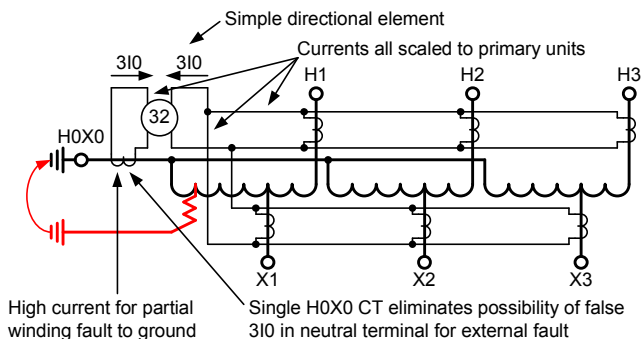 Simple directional element
3I0 3I0
Currents all scaled to primary units
H1 H2 H3
32
H0X0
X1 X2 X3
High current for partial
winding fault to ground
Single H0X0 CT eliminates possibility of false
3I0 in neutral terminal for external fault